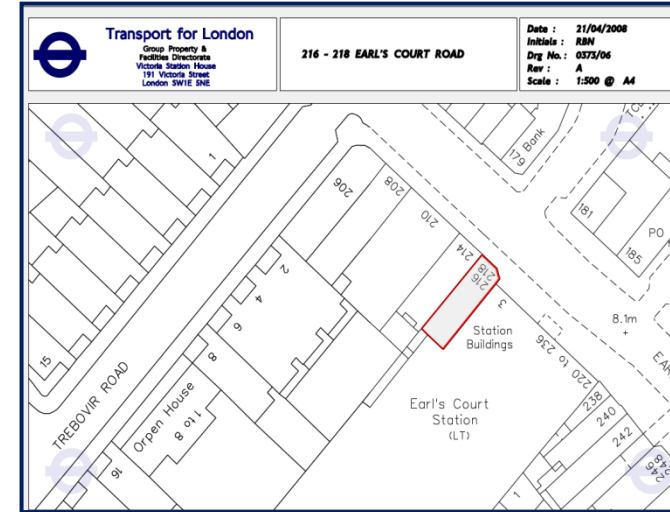 Transport for London
Group Property &
Facilities Directorate
Victoria Station House
191 Victoria Street
London SW1E 5NE
216 - 218 EARL'S COURT ROAD
Date : 21/04/2008
Initials : RBN
Drg No. : 0373/06
Rev : A
Scale : 1:500 @ A4
1
206
208
210
214
218
216
179
Bank
181
185
PO
8.1m
3
Station
Buildings
220 to 236
238
240
242
246
248
Earl's Court
Station
(LT)
1
2
4
6
8
Orpen House
1 to 8
16
15
TREBOVIR ROAD